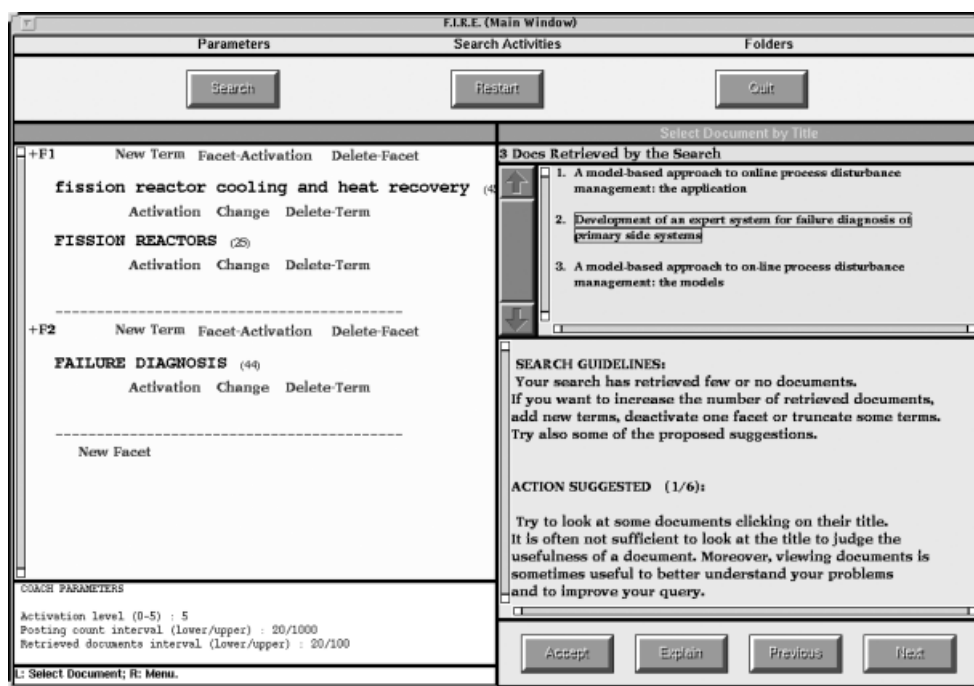 F.I.R.E. (Main Window)
Parameters Search Activities Folders
Search Restart Quit
Select Document by Title
+F1 New Term Facet-Activation Delete-Facet
fission reactor cooling and heat recovery
Activation Change Delete-Term
FISSION REACTORS (25)
Activation Change Delete-Term
+F2 New Term Facet-Activation Delete-Facet
FAILURE DIAGNOSIS (44)
Activation Change Delete-Term
New Facet
3 Docs Retrieved by the Search
1. A model-based approach to online process disturbance
management: the application
2. Development of an expert system for failure diagnosis of
primary side systems
3. A model-based approach to on-line process disturbance
management: the models
SEARCH GUIDELINES:
Your search has retrieved few or no documents.
If you want to increase the number of retrieved documents,
add new terms, deactivate one facet or truncate some terms.
Try also some of the proposed suggestions.
ACTION SUGGESTED (1/6):
Try to look at some documents clicking on their title.
It is often not sufficient to look at the title to judge the
usefulness of a document. Moreover, viewing documents is
sometimes useful to better understand your problems
and to improve your query.
COACH PARAMETERS
Activation level (0-5) : 5
Posting count interval (lower/upper) : 20/1000
Retrieved documents interval (lower/upper) : 20/100
Accept Explain Previous Next
L: Select Document; R: Menu.